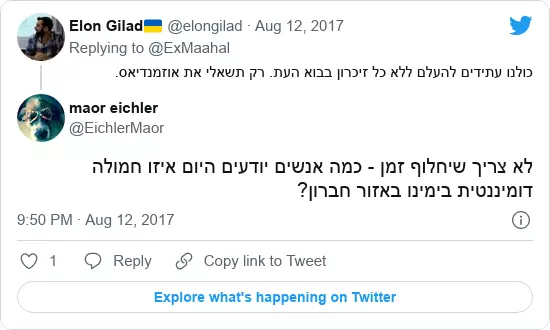 Elon Gilad🇺🇦 @elongilad · Aug 12, 2017
Replying to @ExMaahal
כולנו עתידים להעלם ללא כל זיכרון בבוא העת. רק תשאלי את אוזמנדיאס.
maor eichler
@EichlerMaor
לא צריך שיחלוף זמן - כמה אנשים יודעים היום איזו חמולה
דומיננטית בימינו באזור חברון?
9:50 PM · Aug 12, 2017
1 Reply Copy link to Tweet
Explore what's happening on Twitter